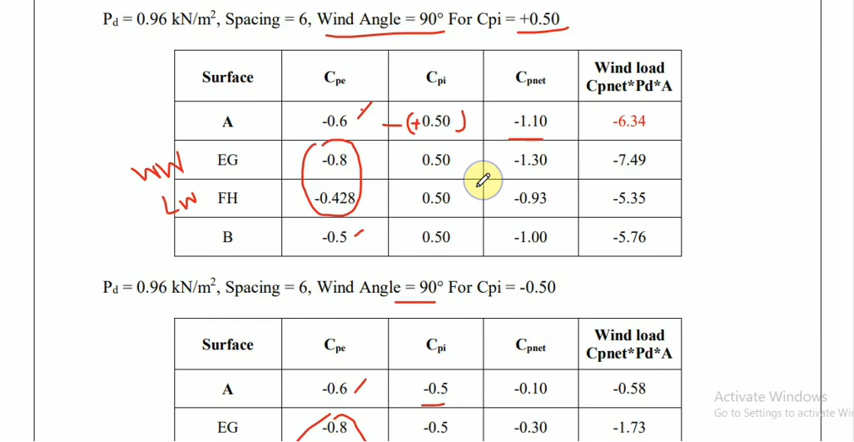 Pd = 0.96 kN/m², Spacing = 6, Wind Angle = 90° For Cpi = +0.50
Surface Cpe Cpi Cpnet Wind load Cpnet*Pd*A
A -0.6 -(+0.50) -1.10 -6.34
WW EG -0.8 0.50 -1.30 -7.49
LW FH -0.428 0.50 -0.93 -5.35
B -0.5 0.50 -1.00 -5.76
Pd = 0.96 kN/m², Spacing = 6, Wind Angle = 90° For Cpi = -0.50
Surface Cpe Cpi Cpnet Wind load Cpnet*Pd*A
A -0.6 -0.5 -0.10 -0.58
EG -0.8 -0.5 -0.30 -1.73
Activate Windows
Go to Settings to activate Wi